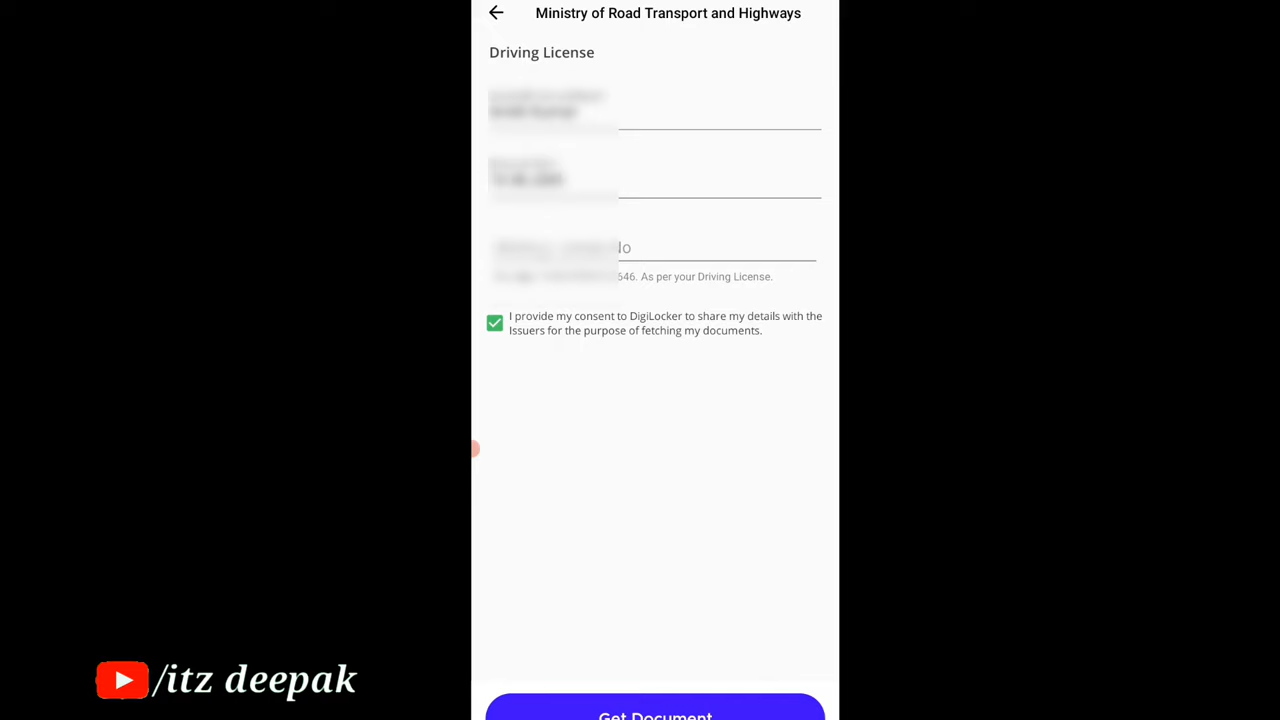 Ministry of Road Transport and Highways
Driving License
No
646. As per your Driving License.
I provide my consent to DigiLocker to share my details with the
Issuers for the purpose of fetching my documents.
/itz deepak
Get Document